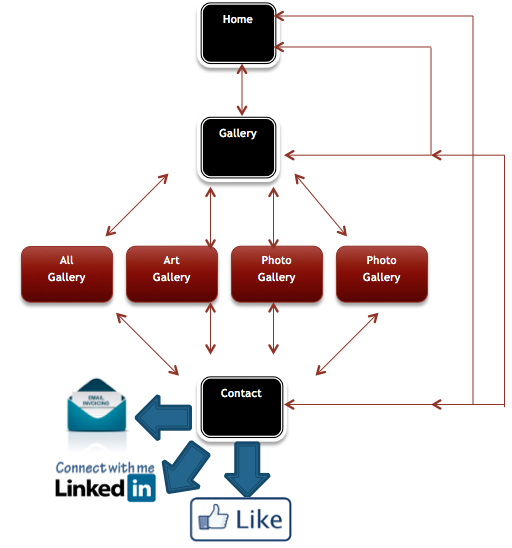 Home
Gallery
All
Gallery
Art
Gallery
Photo
Gallery
Photo
Gallery
Contact
EMAIL
INVOICING
Connect with me
Linked in
Like